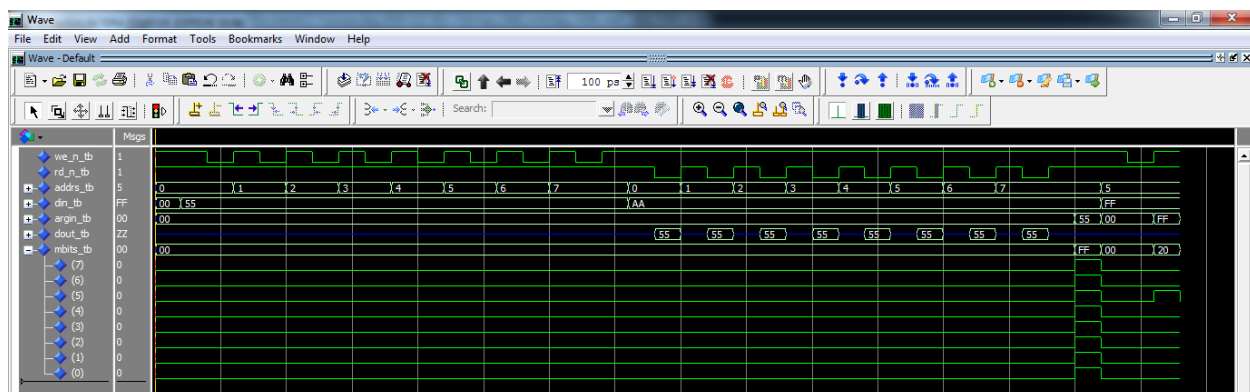 Wave
File Edit View Add Format Tools Bookmarks Window Help
Wave - Default
100 ps
Search:
Msgs
we_n_tb 1
rd_n_tb 1
addrs_tb 5 0 1 2 3 4 5 6 7 0 1 2 3 4 5 6 7 5
din_tb FF 00 55 AA FF
argin_tb 00 00 55 00 FF
dout_tb ZZ 55 55 55 55 55 55 55 55
mbits_tb 00 00 FF 00 20
(7) 0
(6) 0
(5) 0
(4) 0
(3) 0
(2) 0
(1) 0
(0) 0